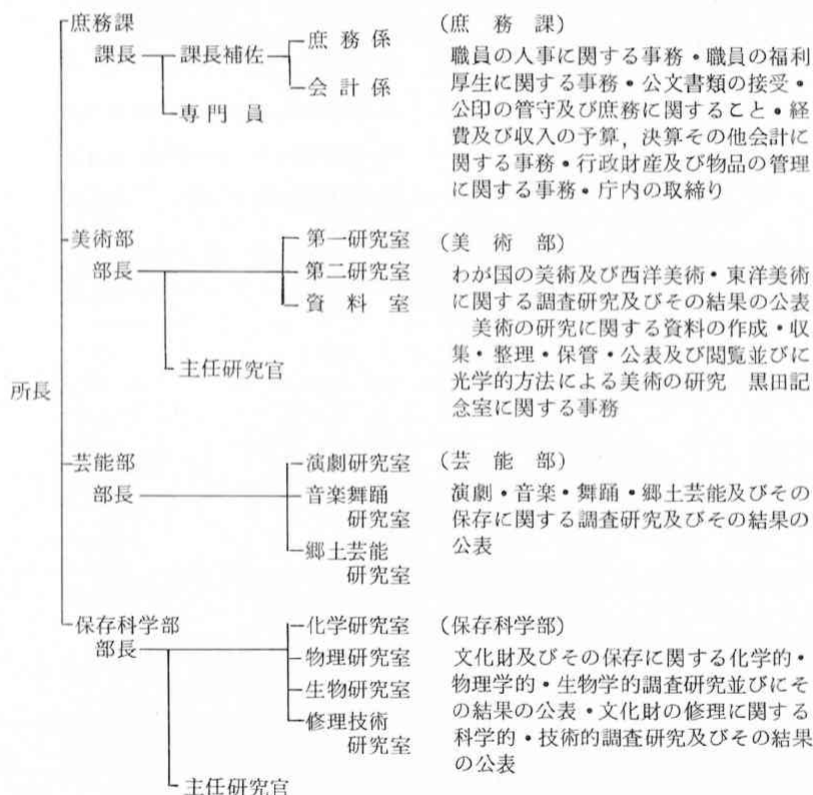 所長
庶務課
課長
課長補佐
庶務係
会計係
専門員
(庶務課)
職員の人事に関する事務・職員の福利
厚生に関する事務・公文書類の接受・
公印の管守及び庶務に関すること・経
費及び収入の予算,決算その他会計に
関する事務・行政財産及び物品の管理
に関する事務・庁内の取締り
美術部
部長
第一研究室
第二研究室
資料室
主任研究官
(美術部)
わが国の美術及び西洋美術・東洋美術
に関する調査研究及びその結果の公表
美術の研究に関する資料の作成・収
集・整理・保管・公表及び閲覧並びに
光学的方法による美術の研究 黒田記
念室に関する事務
芸能部
部長
演劇研究室
音楽舞踊
研究室
郷土芸能
研究室
(芸能部)
演劇・音楽・舞踊・郷土芸能及びその
保存に関する調査研究及びその結果の
公表
保存科学部
部長
化学研究室
物理研究室
生物研究室
修理技術
研究室
主任研究官
(保存科学部)
文化財及びその保存に関する化学的・
物理学的・生物学的調査研究並びにそ
の結果の公表・文化財の修理に関する
科学的・技術的調査研究及びその結果
の公表